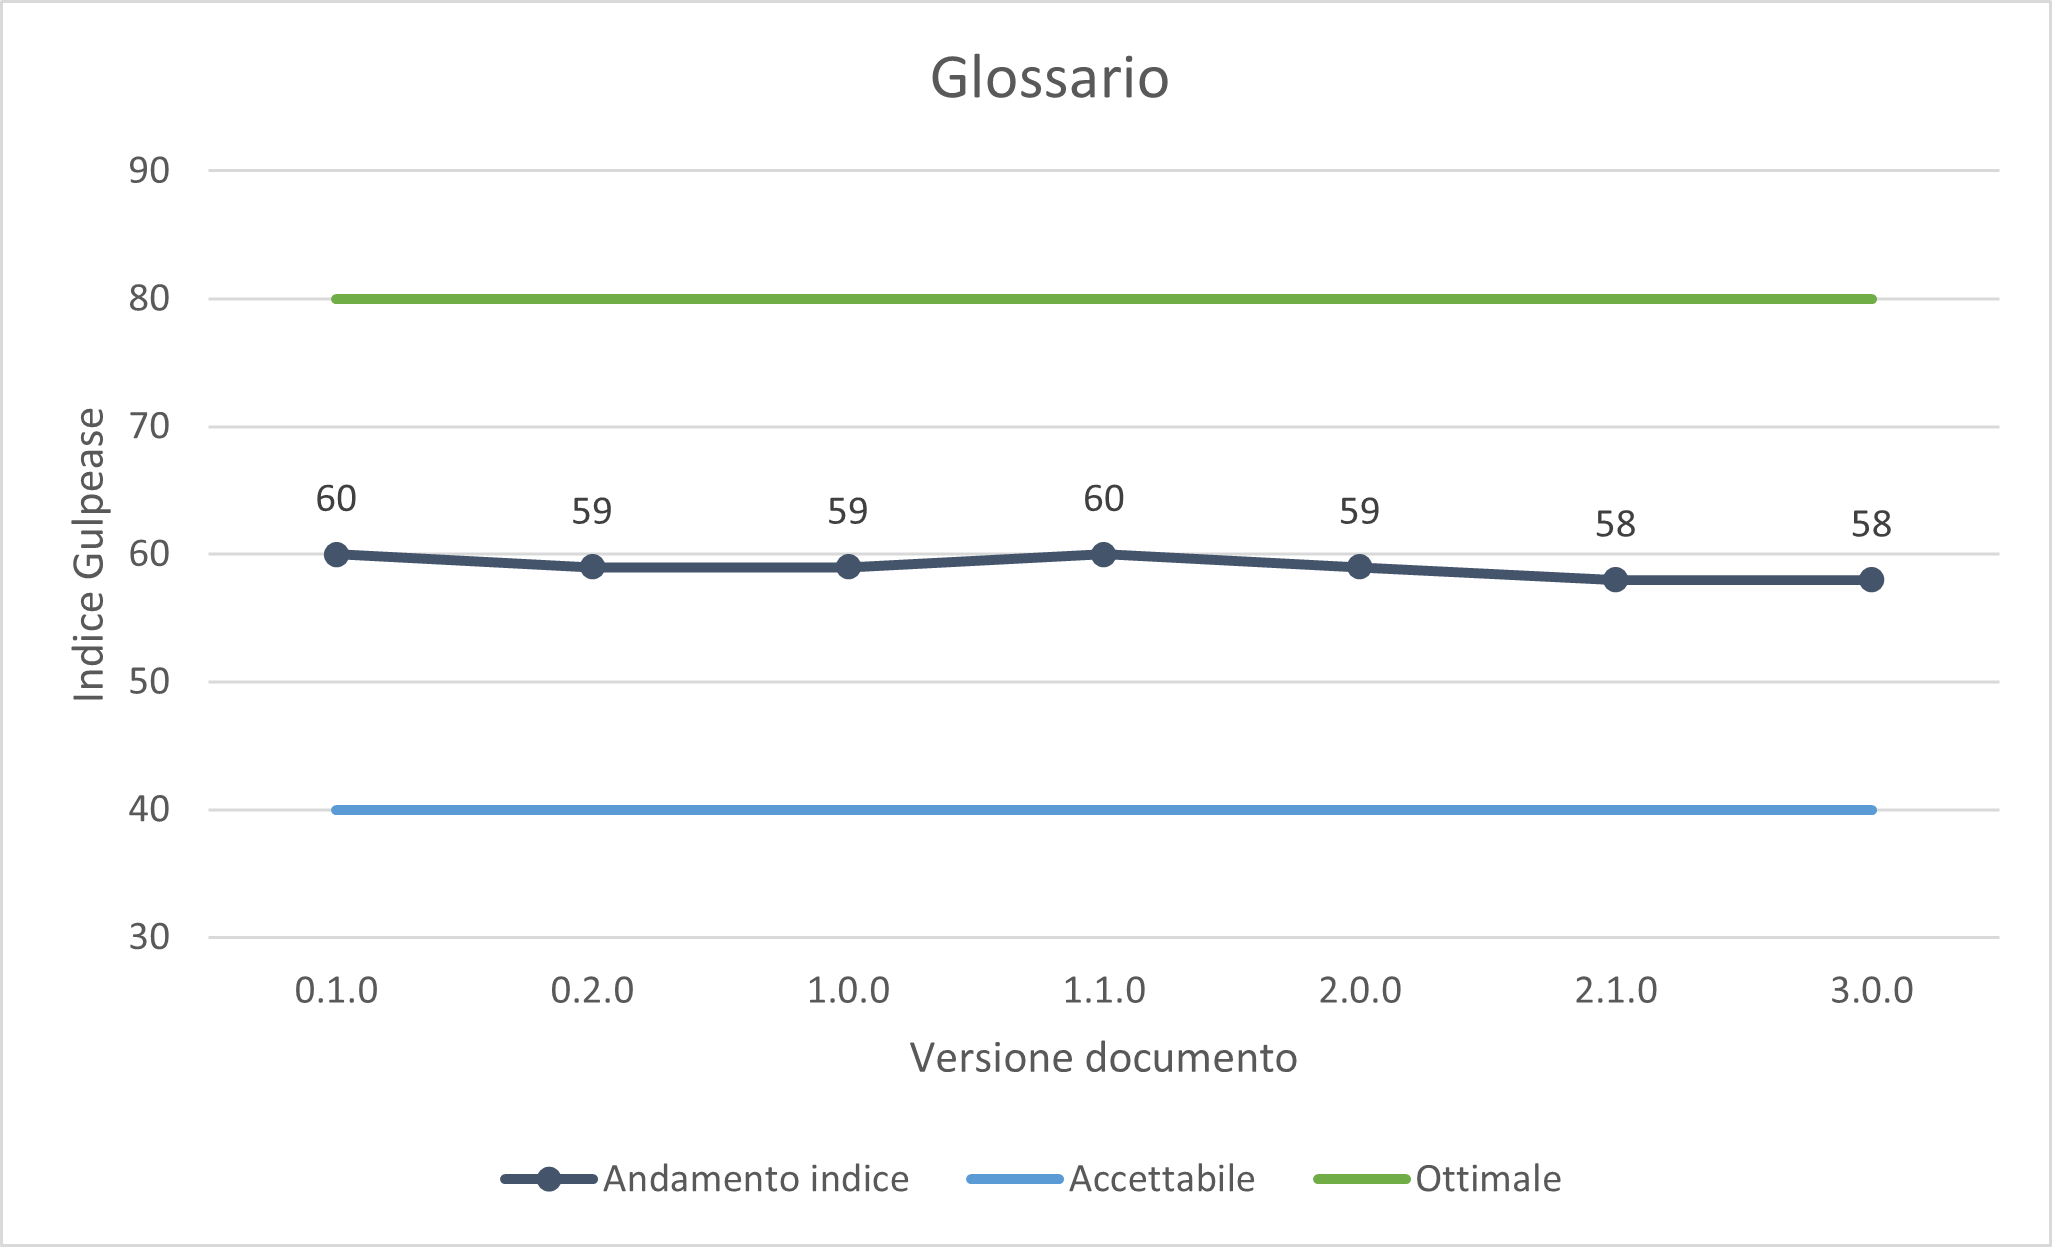 Glossario
90
80
70
60
50
40
30
Indice Gulpease
60 59 59 60 59 58 58
0.1.0 0.2.0 1.0.0 1.1.0 2.0.0 2.1.0 3.0.0
Versione documento
Andamento indice Accettabile Ottimale